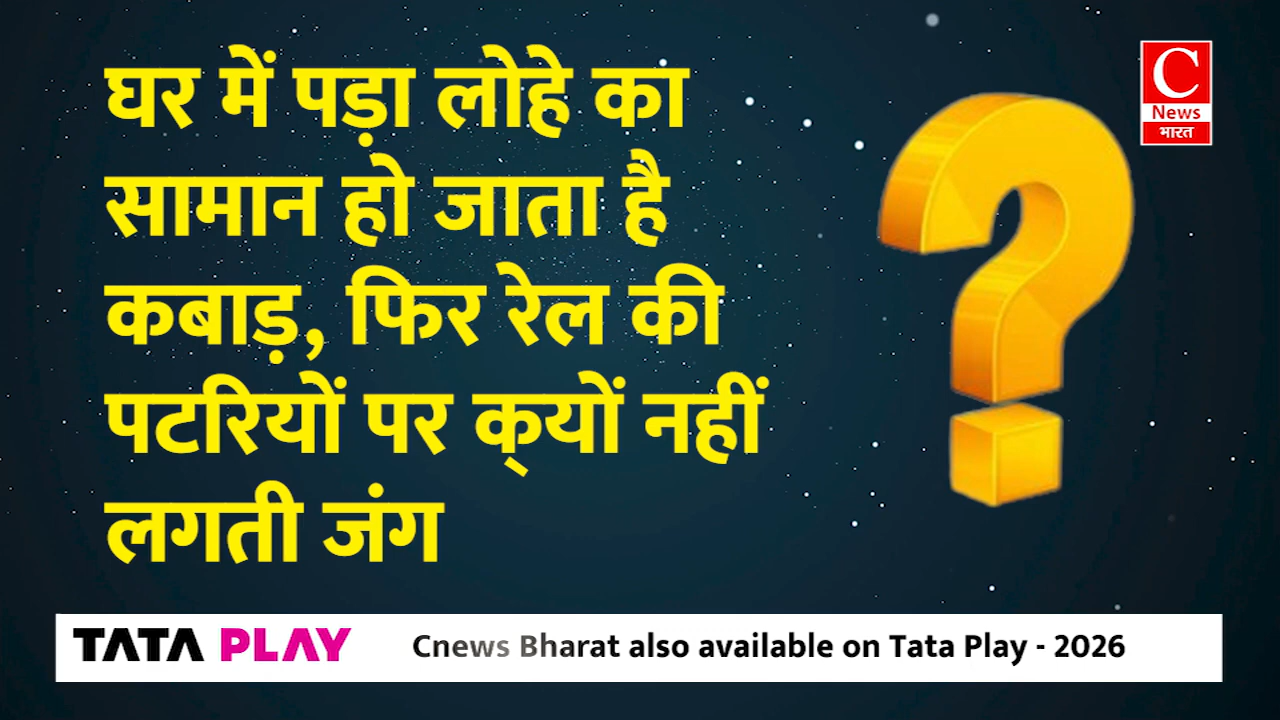 घर में पड़ा लोहे का
सामान हो जाता है
कबाड़, फिर रेल की
पटरियों पर क्‌यों नहीं
लगती जंग
C
News
भारत
TATA PLAY
Cnews Bharat also available on Tata Play - 2026